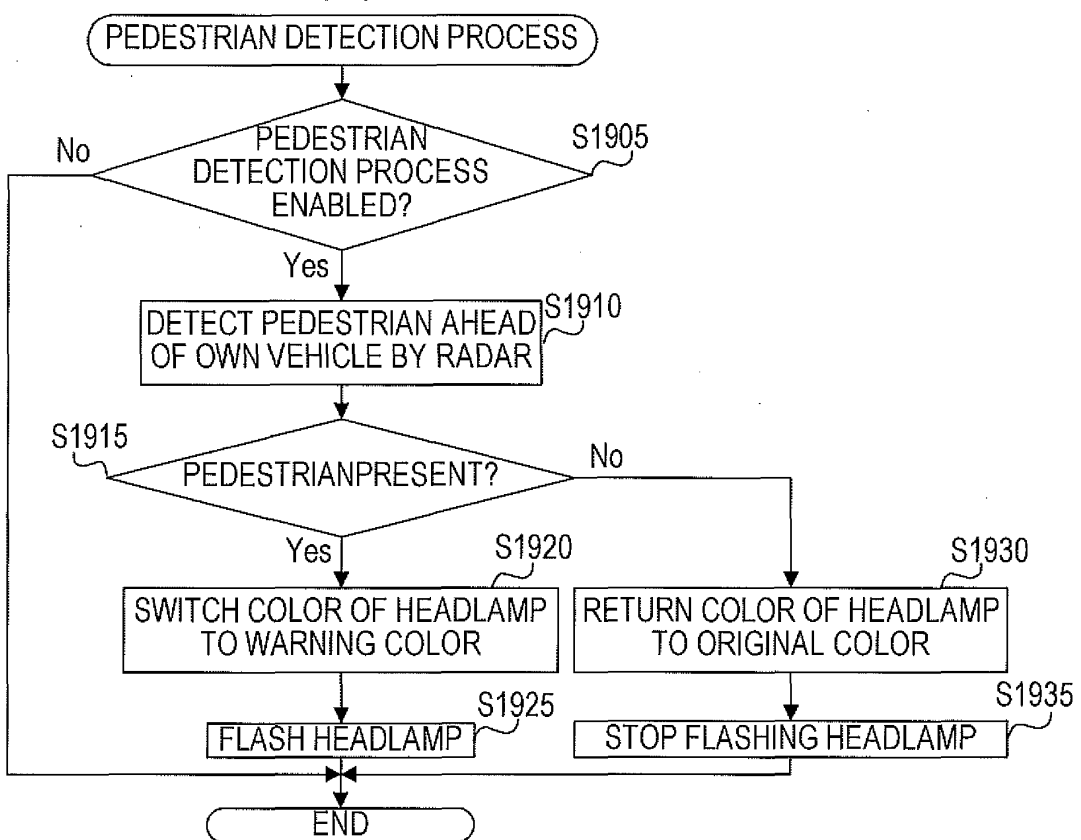 PEDESTRIAN DETECTION PROCESS
PEDESTRIAN
DETECTION PROCESS
ENABLED?
S1905
No
Yes
DETECT PEDESTRIAN AHEAD
OF OWN VEHICLE BY RADAR
S1910
S1915
PEDESTRIANPRESENT?
No
Yes
S1920
SWITCH COLOR OF HEADLAMP
TO WARNING COLOR
S1930
RETURN COLOR OF HEADLAMP
TO ORIGINAL COLOR
S1925
FLASH HEADLAMP
S1935
STOP FLASHING HEADLAMP
END